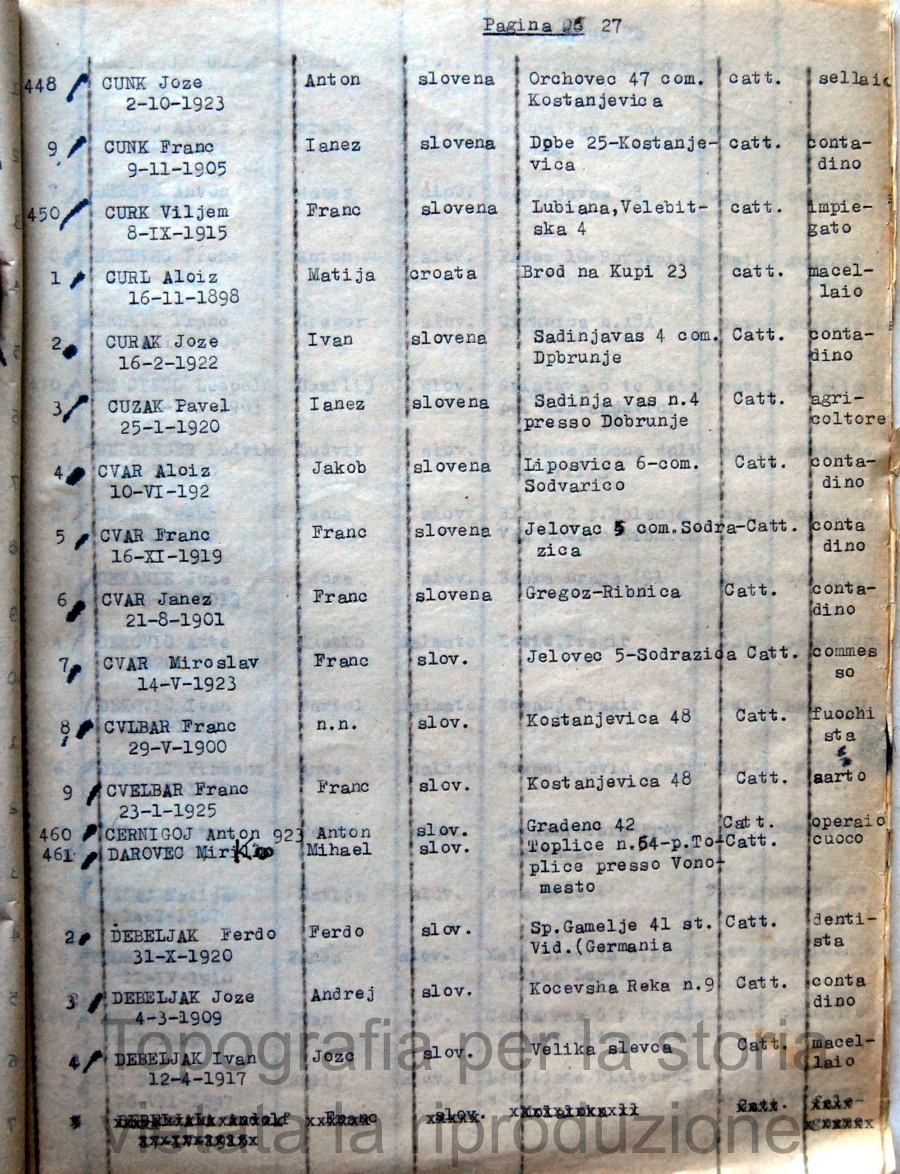 Pagina 27
448 CUNK Joze Anton slovena Orchovec 47 com. catt. sellaio
2-10-1923 Kostanjevica
9 CUNK Franc Ianez slovena Dobe 25-Kostanje- catt. conta-
9-11-1905 vica dino
450 CURK Viljem Franc slovena Lubiana,Velebit- catt. impie-
8-IX-1915 ska 4 gato
1 CURL Aloiz Matija croata Brod na Kupi 23 catt. macel-
16-11-1898 laio
2 CURAK Joze Ivan slovena Sadinjavas 4 com. Catt. conta-
16-2-1922 Dpbrunje dino
3 CUZAK Pavel Ianez slovena Sadinja vas n.4 Catt. agri-
25-1-1920 presso Dobrunje coltore
4 CVAR Aloiz Jakob slovena Liposvica 6-com. Catt. conta-
10-VI-192 Sodvarico dino
5 CVAR Franc Franc slovena Jelovac 5 com.Sodra-Catt. conta
16-XI-1919 zica dino
6 CVAR Janez Franc slovena Gregoz-Ribnica Catt. conta-
21-8-1901 dino
7 CVAR Miroslav Franc slov. Jelovec 5-Sodrazica Catt. commes
14-V-1923 so
8 CVLBAR Franc n.n. slov. Kostanjevica 48 Catt. fuochi
29-V-1900 sta
9 CVELBAR Franc Franc slov. Kostanjevica 48 Catt. sarto
23-1-1925
460 CERNIGOJ Anton 923 Anton slov. Gradenc 42 Catt. operaio
461 DAROVEC Mirko Mihael slov. Toplice n.64-p.To-Catt. cuoco
plice presso Vono-
mesto
2 DEBELJAK Ferdo Ferdo slov. Sp.Gamelje 41 st. Catt. denti-
31-X-1920 Vid.(Germania sta
3 DEBELJAK Joze Andrej slov. Kocevsha Reka n.9 Catt. conta
4-3-1909 dino
4 DEBELJAK Ivan Joze slov. Velika slevca Catt. macel-
12-4-1917 laio
Franc slov. Catt.
Topografia per la storia
vietata la riproduzione